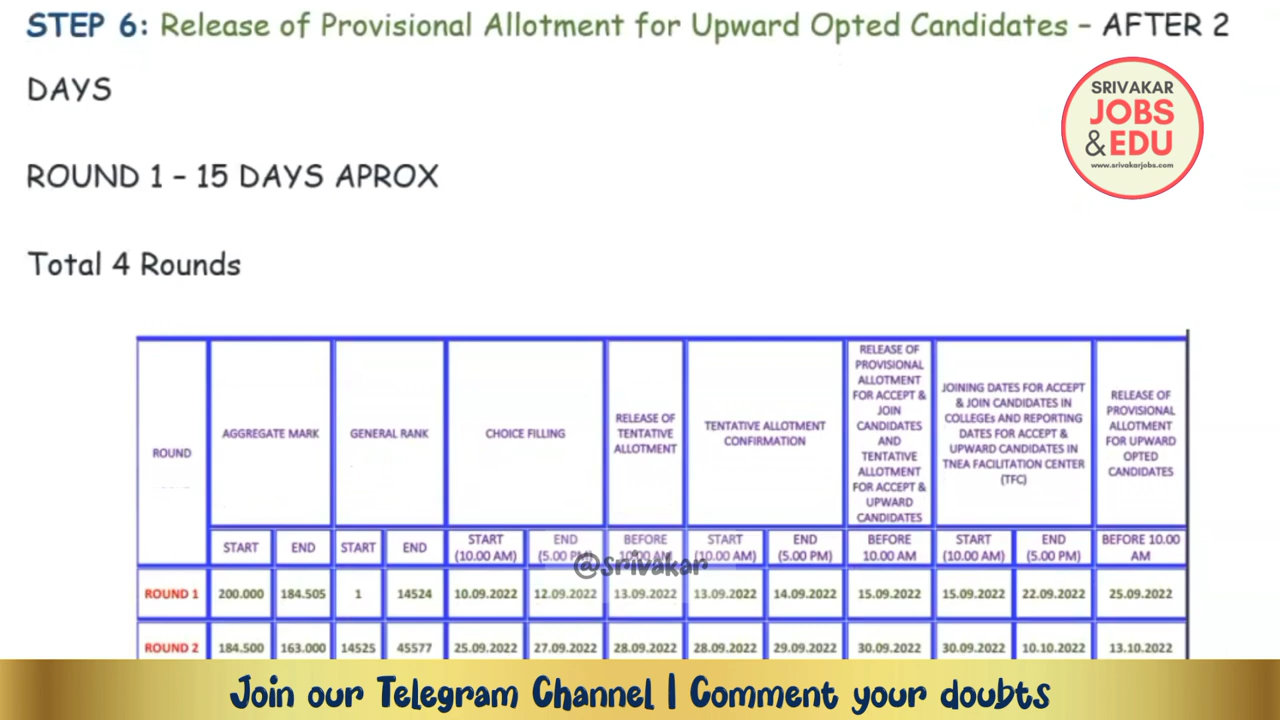 STEP 6: Release of Provisional Allotment for Upward Opted Candidates – AFTER 2
DAYS
SRIVAKAR
JOBS
&EDU
www.srivakarjobs.com
ROUND 1 – 15 DAYS APROX
Total 4 Rounds
ROUND
AGGREGATE MARK
GENERAL RANK
CHOICE FILLING
RELEASE OF
TENTATIVE
ALLOTMENT
TENTATIVE ALLOTMENT
CONFIRMATION
RELEASE OF
PROVISIONAL
ALLOTMENT
FOR ACCEPT &
JOIN
CANDIDATES
AND
TENTATIVE
ALLOTMENT
FOR ACCEPT &
UPWARD
CANDIDATES
JOINING DATES FOR ACCEPT
& JOIN CANDIDATES IN
COLLEGEs AND REPORTING
DATES FOR ACCEPT &
UPWARD CANDIDATES IN
TNEA FACILITATION CENTER
(TFC)
RELEASE OF
PROVISIONAL
ALLOTMENT
FOR UPWARD
OPTED
CANDIDATES
START END START END START (10.00 AM) END (5.00 PM) BEFORE 10.00 AM START (10.00 AM) END (5.00 PM) BEFORE 10.00 AM START (10.00 AM) END (5.00 PM) BEFORE 10.00 AM
@Srivakar
ROUND 1 200.000 184.505 1 14524 10.09.2022 12.09.2022 13.09.2022 13.09.2022 14.09.2022 15.09.2022 15.09.2022 22.09.2022 25.09.2022
ROUND 2 184.500 163.000 14525 45577 25.09.2022 27.09.2022 28.09.2022 28.09.2022 29.09.2022 30.09.2022 30.09.2022 10.10.2022 13.10.2022
Join our Telegram Channel | Comment your doubts